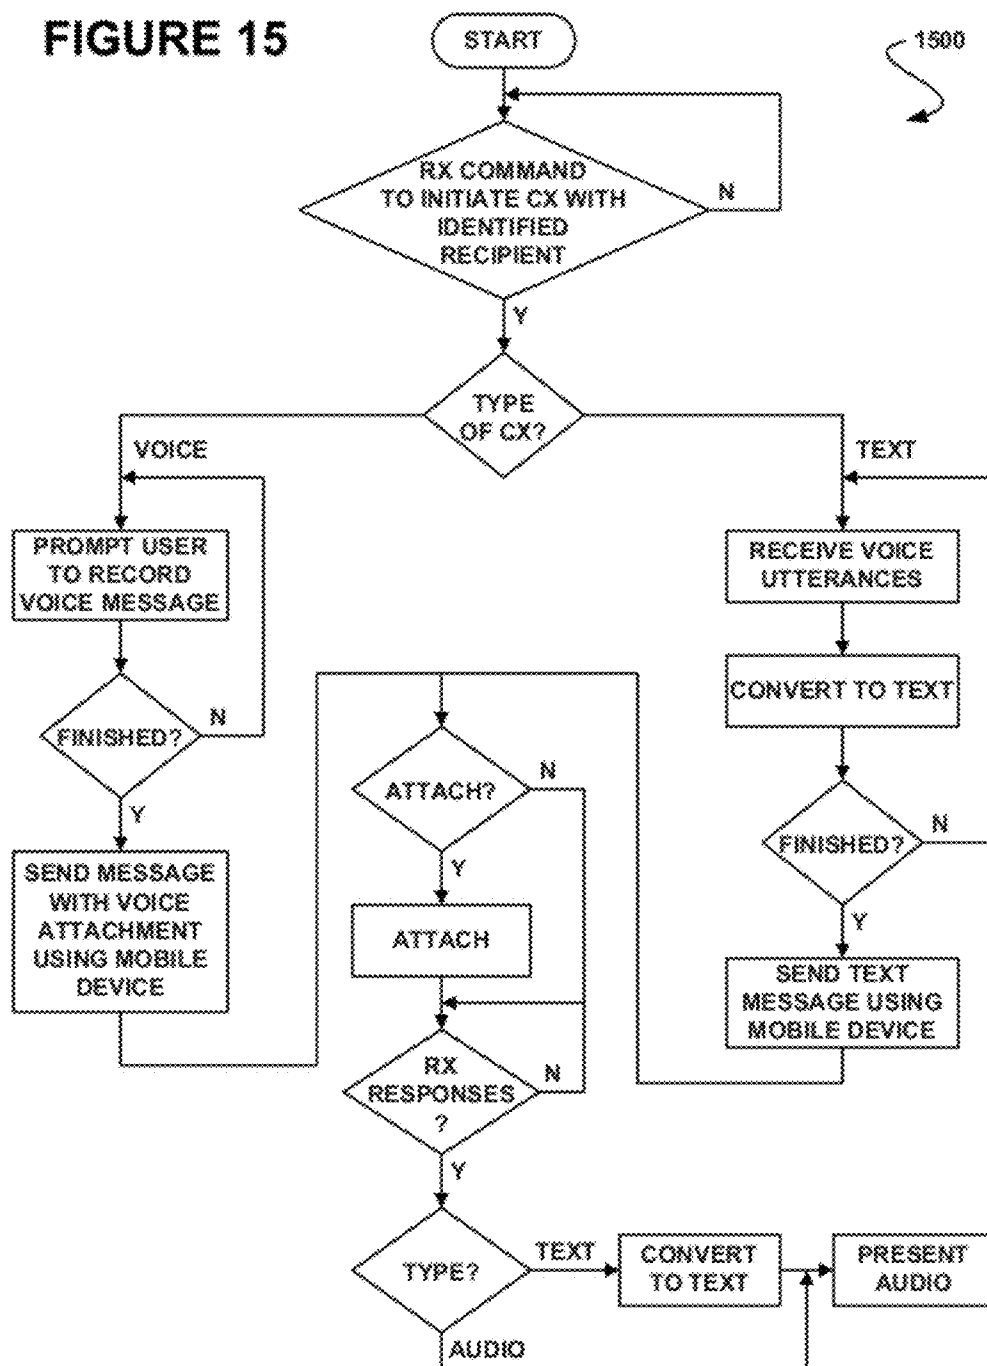 FIGURE 15
START
1500
RX COMMAND
TO INITIATE CX WITH
IDENTIFIED
RECIPIENT
N
Y
TYPE
OF CX?
VOICE
TEXT
PROMPT USER
TO RECORD
VOICE MESSAGE
RECEIVE VOICE
UTTERANCES
CONVERT TO TEXT
FINISHED?
N
Y
ATTACH?
N
Y
FINISHED?
N
Y
SEND MESSAGE
WITH VOICE
ATTACHMENT
USING MOBILE
DEVICE
ATTACH
SEND TEXT
MESSAGE USING
MOBILE DEVICE
RX
RESPONSES
?
N
Y
TYPE?
TEXT
AUDIO
CONVERT
TO TEXT
PRESENT
AUDIO